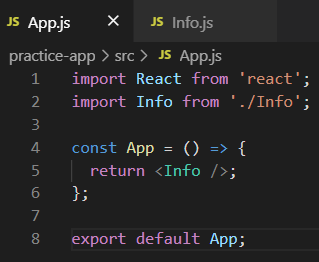 JS App.js × JS Info.js
practice-app > src > JS App.js
1 import React from 'react';
2 import Info from './Info';
3
4 const App = () => {
5   return <Info />;
6 };
7
8 export default App;